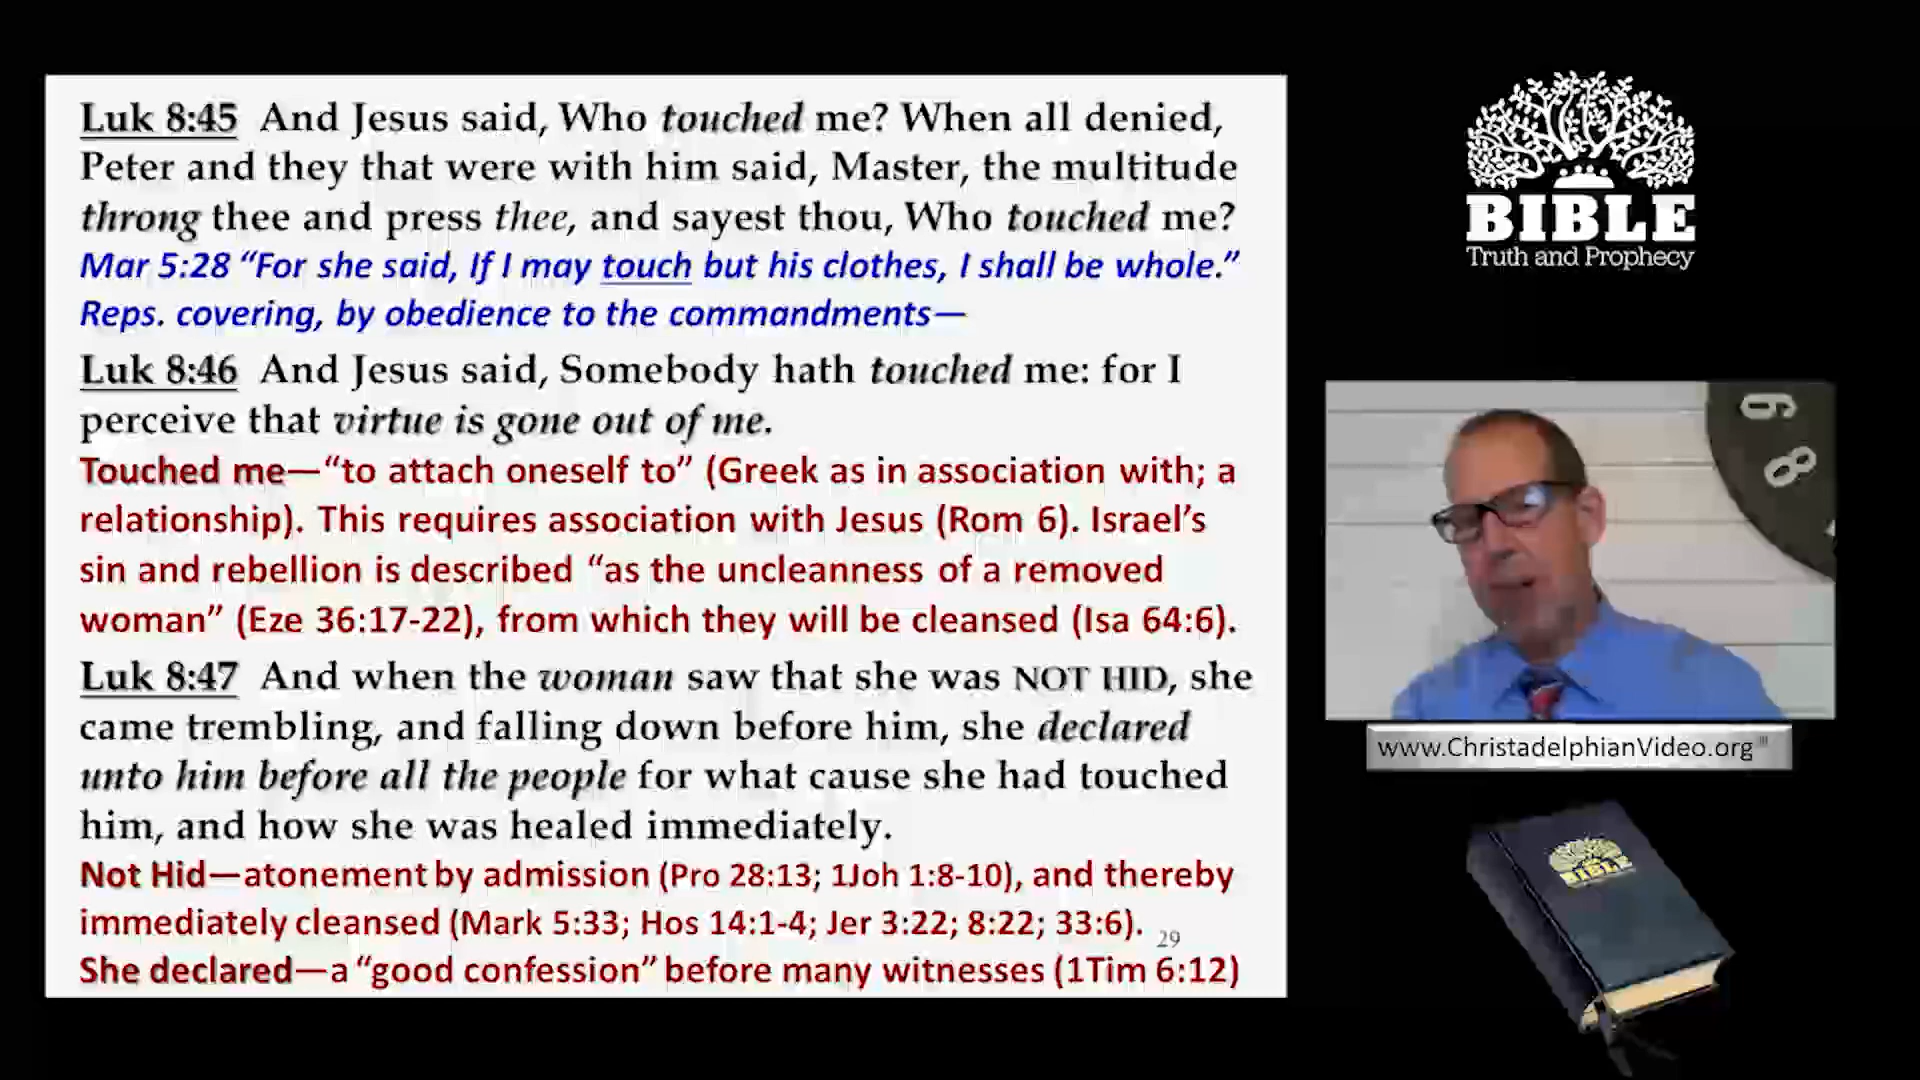 Luk 8:45 And Jesus said, Who touched me? When all denied,
Peter and they that were with him said, Master, the multitude
throng thee and press thee, and sayest thou, Who touched me?
Mar 5:28 “For she said, If I may touch but his clothes, I shall be whole.”
Reps. covering, by obedience to the commandments—
Luk 8:46 And Jesus said, Somebody hath touched me: for I
perceive that virtue is gone out of me.
Touched me—“to attach oneself to” (Greek as in association with; a
relationship). This requires association with Jesus (Rom 6). Israel’s
sin and rebellion is described “as the uncleanness of a removed
woman” (Eze 36:17-22), from which they will be cleansed (Isa 64:6).
Luk 8:47 And when the woman saw that she was NOT HID, she
came trembling, and falling down before him, she declared
unto him before all the people for what cause she had touched
him, and how she was healed immediately.
Not Hid—atonement by admission (Pro 28:13; 1Joh 1:8-10), and thereby
immediately cleansed (Mark 5:33; Hos 14:1-4; Jer 3:22; 8:22; 33:6).
29
She declared—a “good confession” before many witnesses (1Tim 6:12)
BIBLE
Truth and Prophecy
6
8
www.ChristadelphianVideo.org
BIBLE